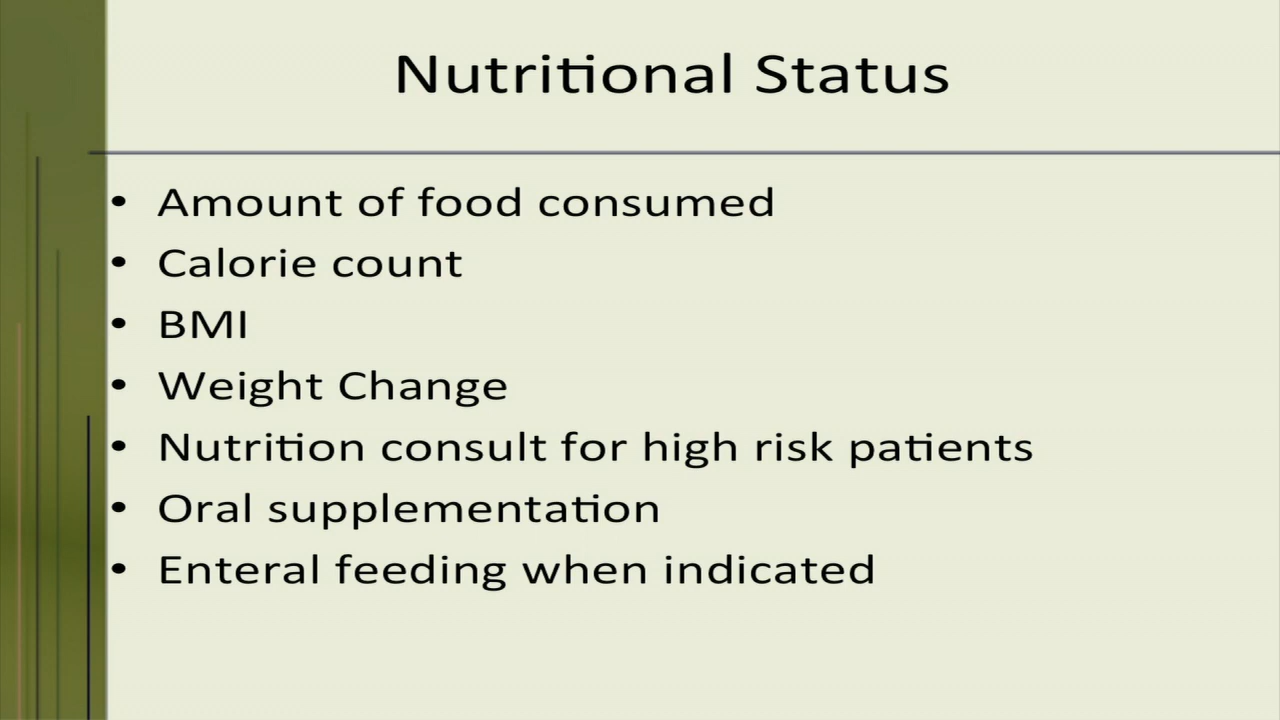 Nutritional Status
• Amount of food consumed
• Calorie count
• BMI
• Weight Change
• Nutrition consult for high risk patients
• Oral supplementation
• Enteral feeding when indicated